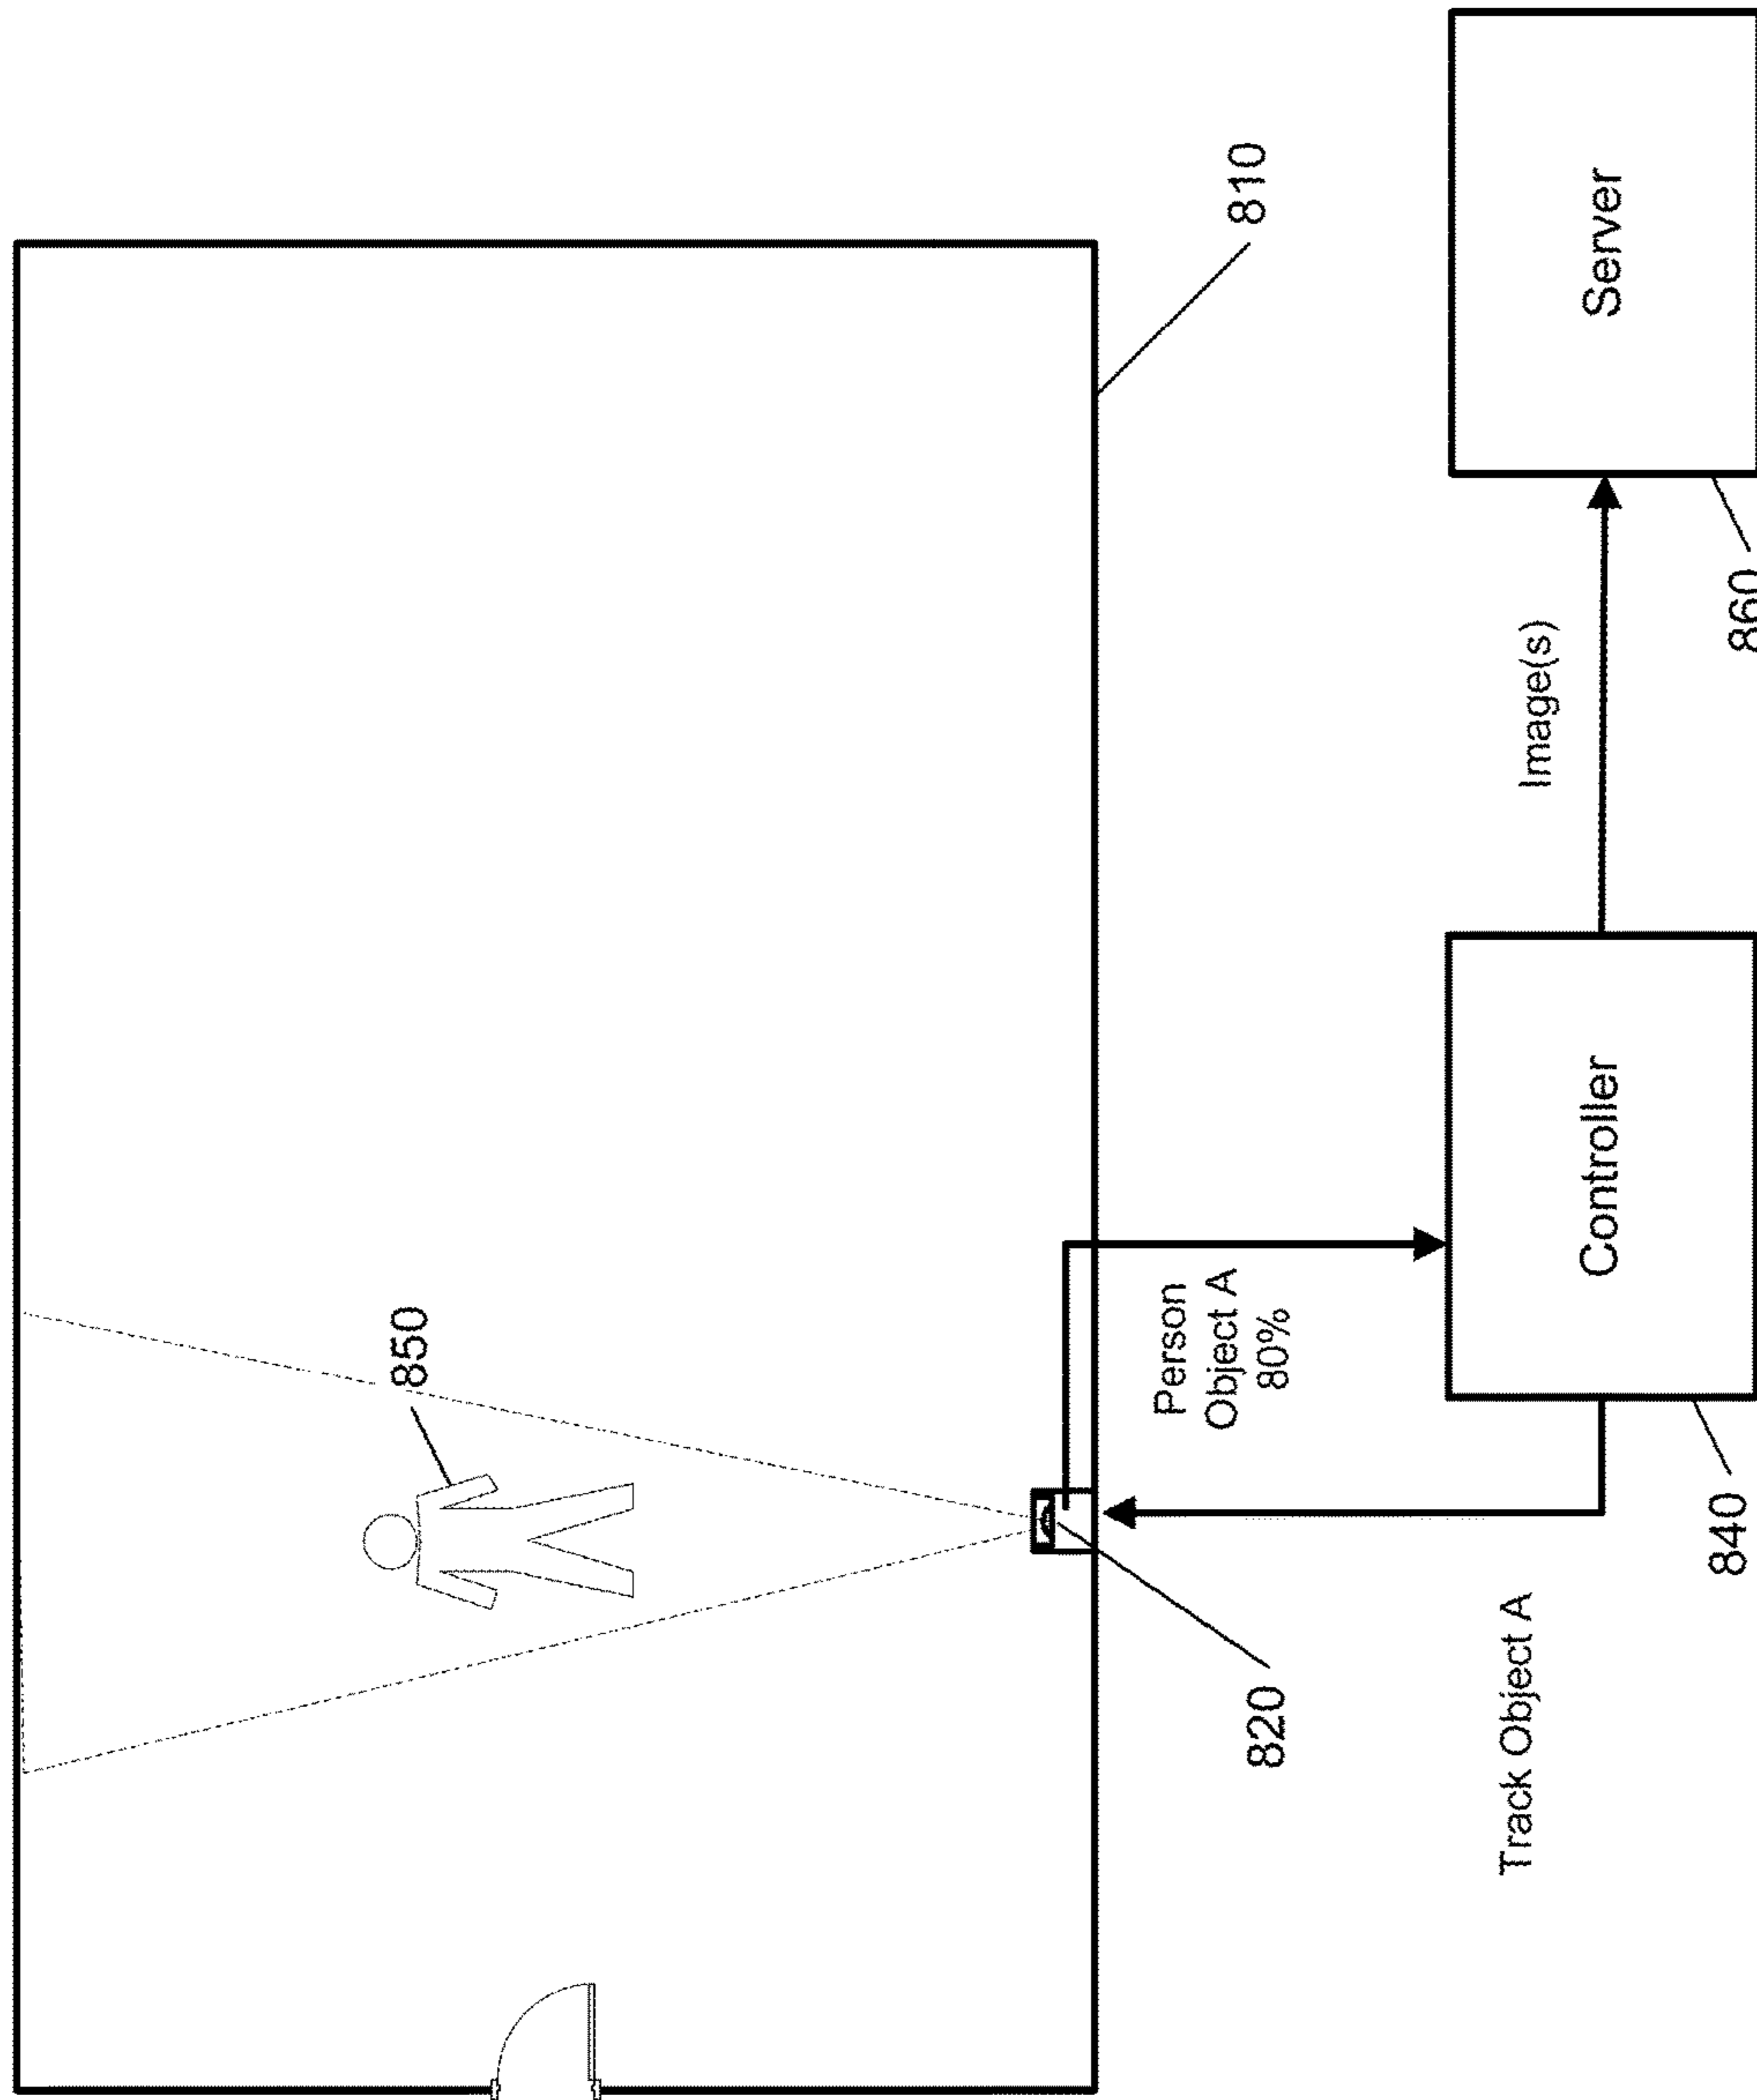 850
810
Person
Object A
80%
820
Track Object A
Image(s)
Controller
Server
840
860